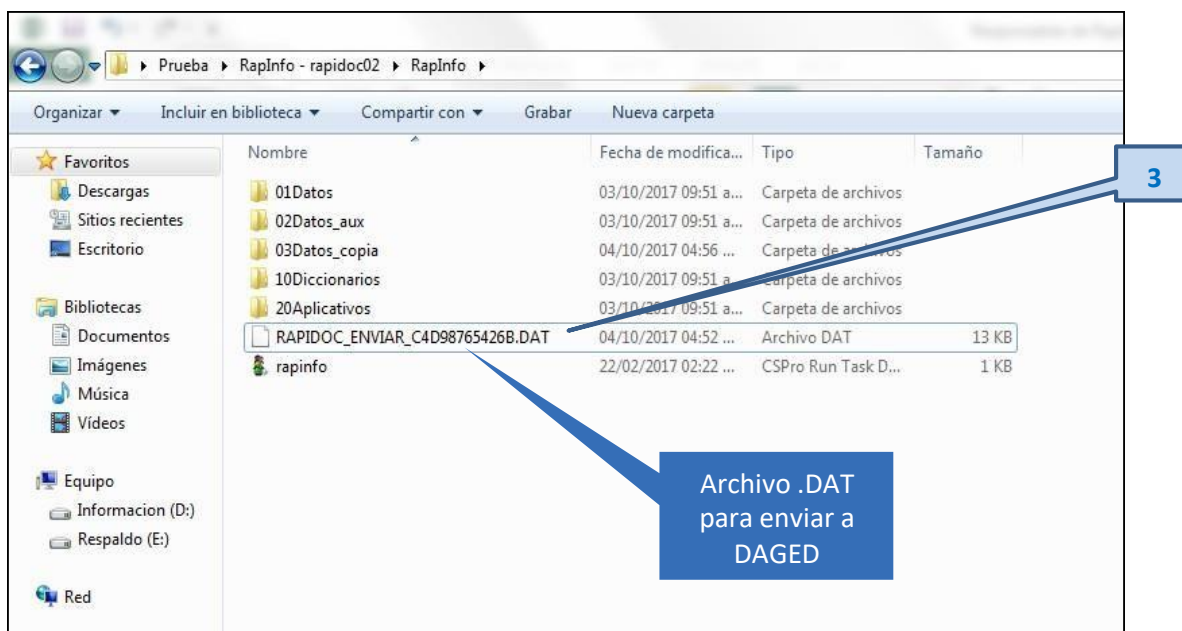 Prueba RapInfo - rapidoc02 RapInfo
Organizar Incluir en biblioteca Compartir con Grabar Nueva carpeta
Nombre Fecha de modifica... Tipo Tamaño
Favoritos
Descargas
Sitios recientes
Escritorio
Bibliotecas
Documentos
Imágenes
Música
Vídeos
Equipo
Informacion (D:)
Respaldo (E:)
Red
01Datos 03/10/2017 09:51 a... Carpeta de archivos
02Datos_aux 03/10/2017 09:51 a... Carpeta de archivos
03Datos_copia 04/10/2017 04:56 ... Carpeta de archivos
10Diccionarios 03/10/2017 09:51 a... Carpeta de archivos
20Aplicativos 03/10/2017 09:51 a... Carpeta de archivos
RAPIDOC_ENVIAR_C4D98765426B.DAT 04/10/2017 04:52 ... Archivo DAT 13 KB
rapinfo 22/02/2017 02:22 ... CSPro Run Task D... 1 KB
3
Archivo .DAT
para enviar a
DAGED